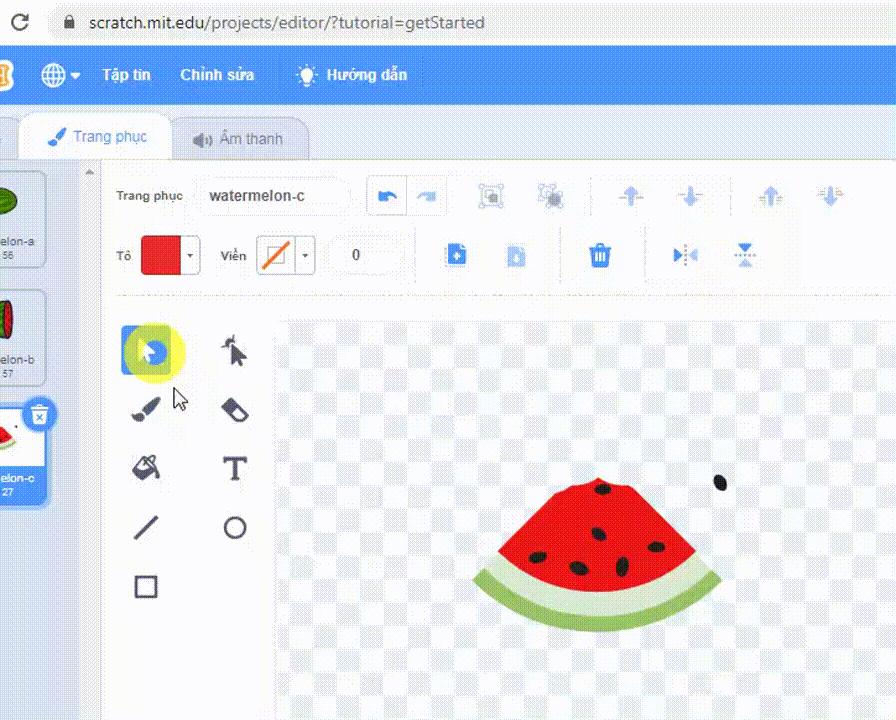 scratch.mit.edu/projects/editor/?tutorial=getStarted
Tập tin
Chỉnh sửa
Hướng dẫn
Trang phục
Âm thanh
Trang phục
watermelon-c
Tô
Viền
0
elon-a
56
elon-b
57
elon-c
27
T